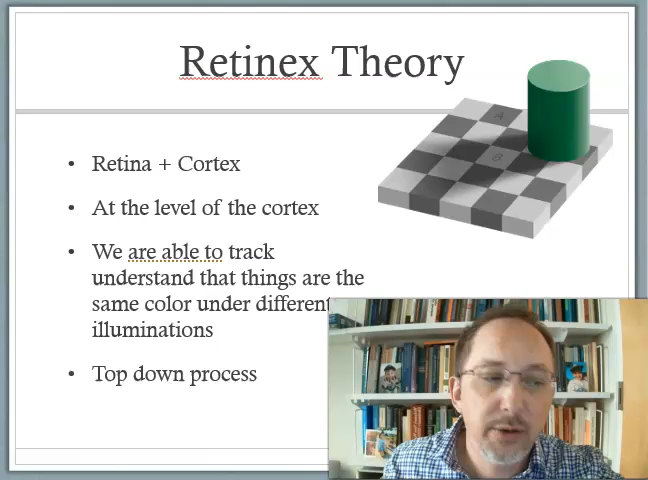 Retinex Theory
A
B
• Retina + Cortex
• At the level of the cortex
• We are able to track
understand that things are the
same color under different
illuminations
• Top down process